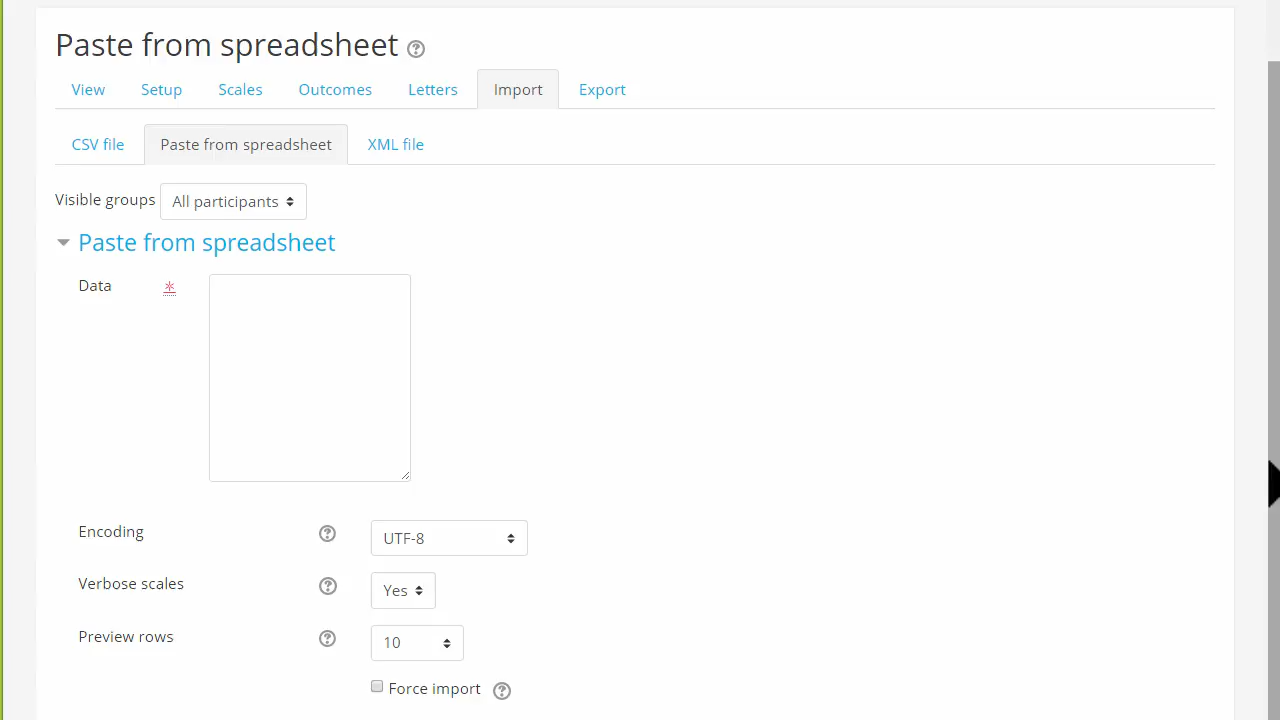 Paste from spreadsheet
View Setup Scales Outcomes Letters Import Export
CSV file Paste from spreadsheet XML file
Visible groups All participants
Paste from spreadsheet
Data
Encoding UTF-8
Verbose scales Yes
Preview rows 10
Force import